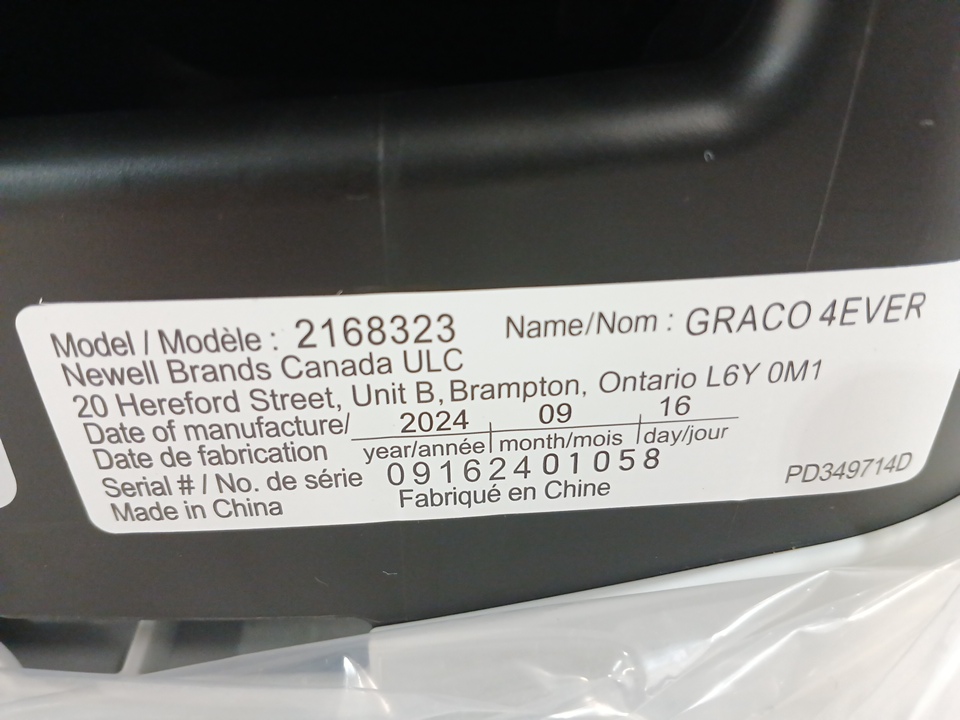 Model / Modèle : 2168323 Name/Nom : GRACO 4EVER
Newell Brands Canada ULC
20 Hereford Street, Unit B, Brampton, Ontario L6Y 0M1
Date of manufacture/ 2024 09 16
Date de fabrication year/année month/mois day/jour
Serial # / No. de série 09162401058
Made in China Fabriqué en Chine PD349714D